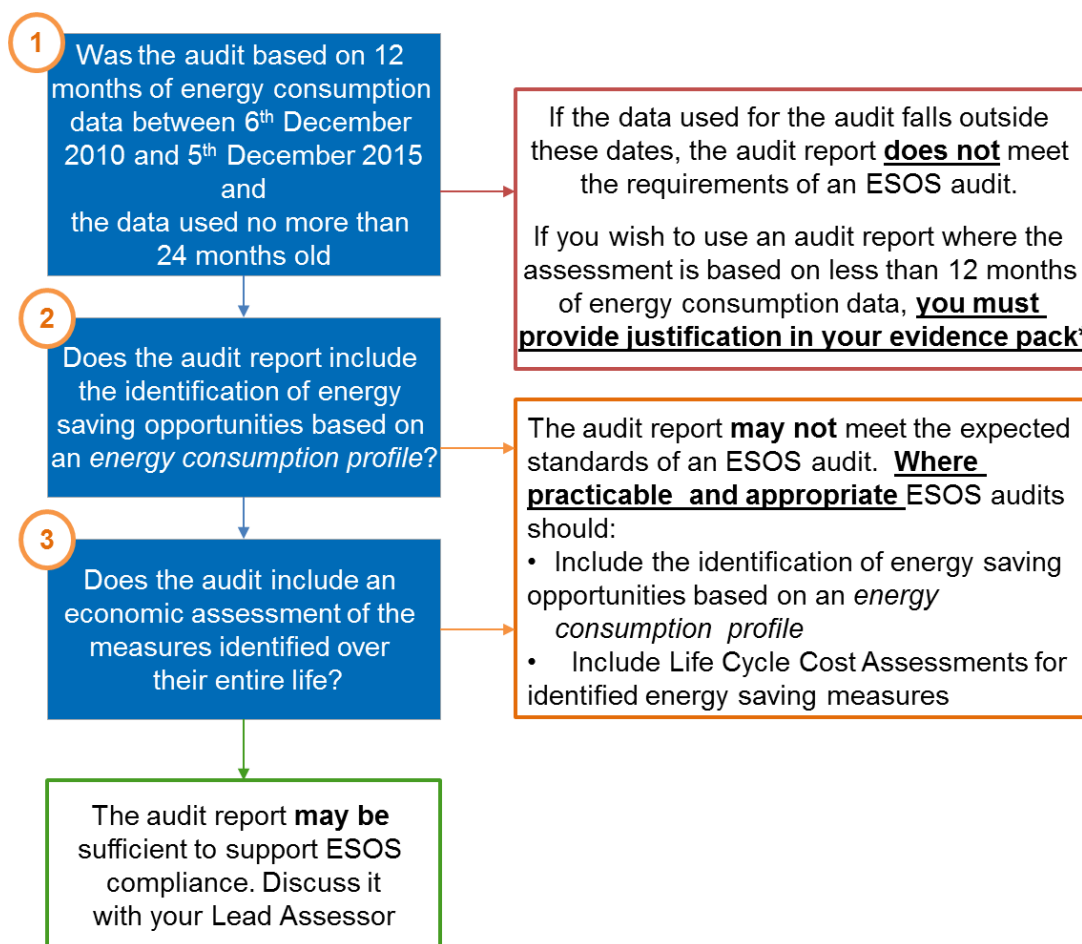 1
Was the audit based on 12
months of energy consumption
data between 6th December
2010 and 5th December 2015
and
the data used no more than
24 months old
If the data used for the audit falls outside
these dates, the audit report does not meet
the requirements of an ESOS audit.
If you wish to use an audit report where the
assessment is based on less than 12 months
of energy consumption data, you must
provide justification in your evidence pack*
2
Does the audit report include
the identification of energy
saving opportunities based on
an energy consumption profile?
The audit report may not meet the expected
standards of an ESOS audit. Where
practicable and appropriate ESOS audits
should:
• Include the identification of energy saving
opportunities based on an energy
consumption profile
• Include Life Cycle Cost Assessments for
identified energy saving measures
3
Does the audit include an
economic assessment of the
measures identified over
their entire life?
The audit report may be
sufficient to support ESOS
compliance. Discuss it
with your Lead Assessor